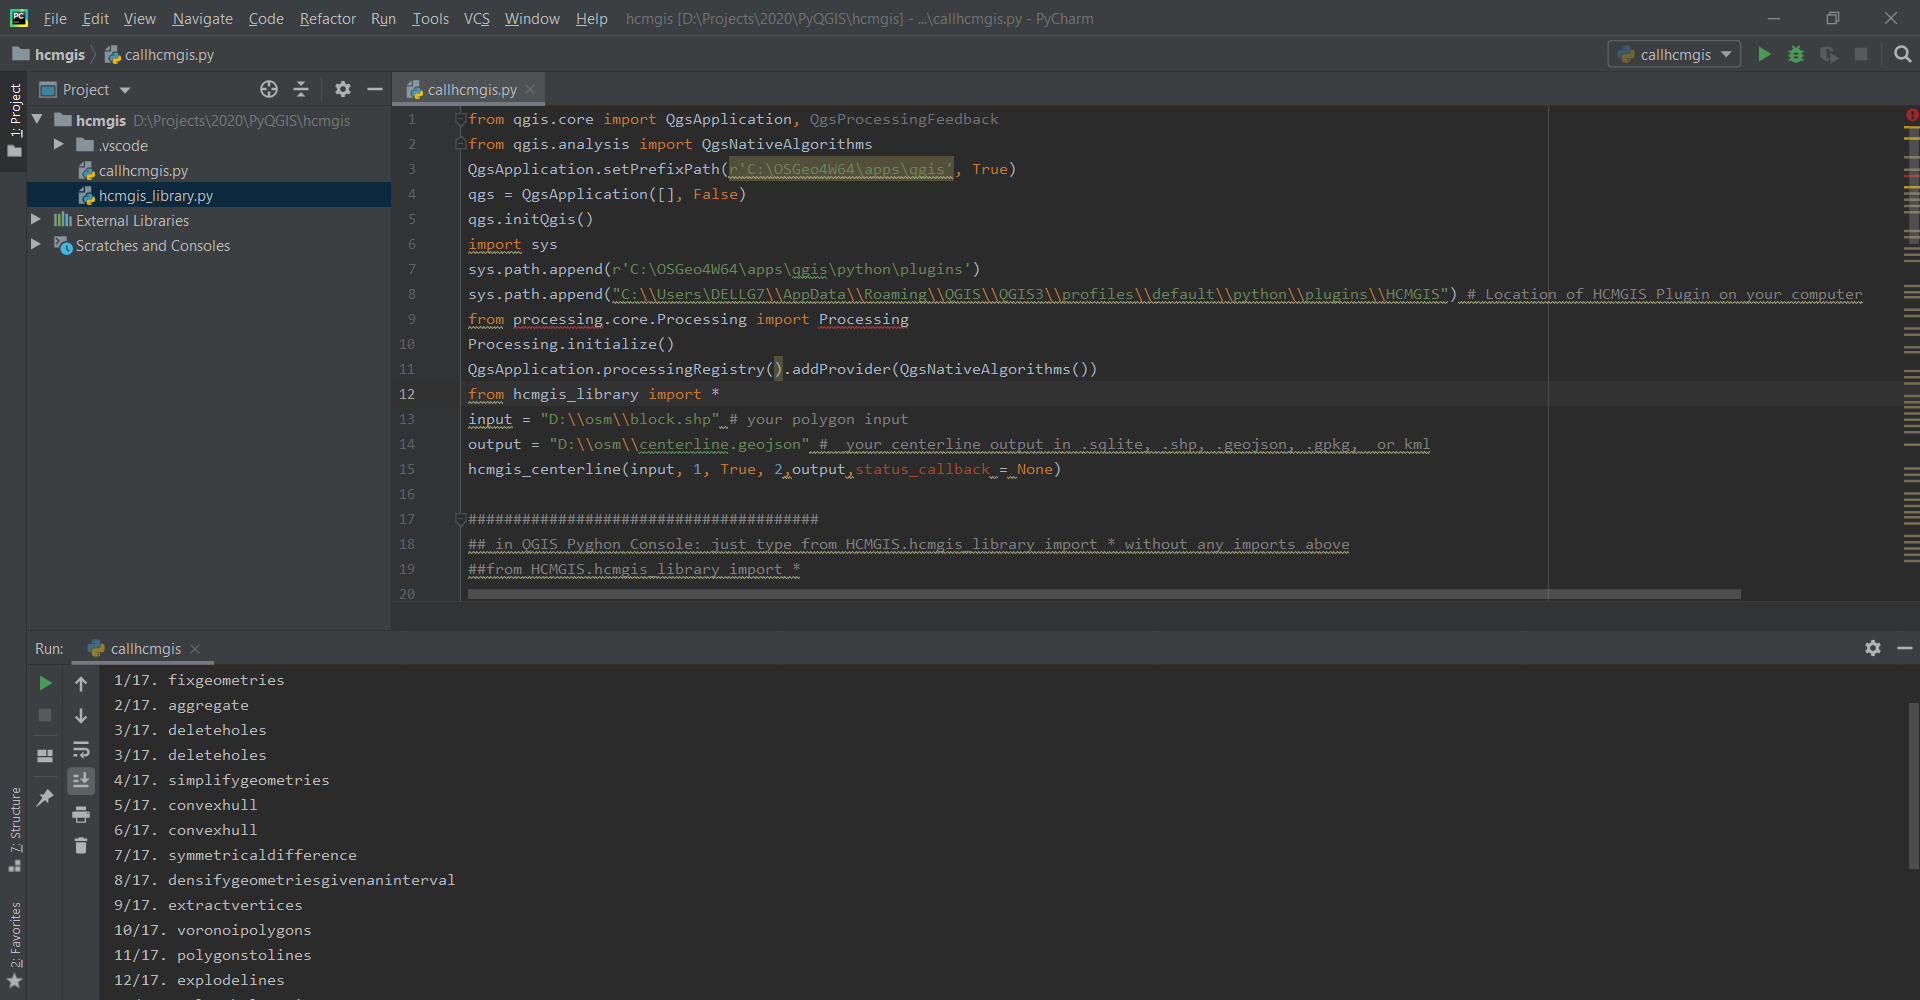 PC File Edit View Navigate Code Refactor Run Tools VCS Window Help hcmgis [D:\Projects\2020\PyQGIS\hcmgis] - ...\callhcmgis.py - PyCharm
hcmgis callhcmgis.py callhcmgis
Project callhcmgis.py
1: Project
hcmgis D:\Projects\2020\PyQGIS\hcmgis
.vscode
callhcmgis.py
hcmgis_library.py
External Libraries
Scratches and Consoles
1 from qgis.core import QgsApplication, QgsProcessingFeedback
2 from qgis.analysis import QgsNativeAlgorithms
3 QgsApplication.setPrefixPath(r'C:\OSGeo4W64\apps\qgis', True)
4 qgs = QgsApplication([], False)
5 qgs.initQgis()
6 import sys
7 sys.path.append(r'C:\OSGeo4W64\apps\qgis\python\plugins')
8 sys.path.append("C:\\Users\DELLG7\\AppData\\Roaming\\QGIS\\QGIS3\\profiles\\default\\python\\plugins\\HCMGIS") # Location of HCMGIS Plugin on your computer
9 from processing.core.Processing import Processing
10 Processing.initialize()
11 QgsApplication.processingRegistry().addProvider(QgsNativeAlgorithms())
12 from hcmgis_library import *
13 input = "D:\\osm\\block.shp" # your polygon input
14 output = "D:\\osm\\centerline.geojson" #  your centerline output in .sqlite, .shp, .geojson, .gpkg,  or kml
15 hcmgis_centerline(input, 1, True, 2,output,status_callback = None)
16
17 #######################################
18 ## in QGIS Pyghon Console: just type from HCMGIS.hcmgis_library import * without any imports above
19 ##from HCMGIS.hcmgis_library import *
20
Run: callhcmgis
1/17. fixgeometries
2/17. aggregate
3/17. deleteholes
3/17. deleteholes
4/17. simplifygeometries
5/17. convexhull
6/17. convexhull
7/17. symmetricaldifference
8/17. densifygeometriesgivenaninterval
9/17. extractvertices
10/17. voronoipolygons
11/17. polygonstolines
12/17. explodelines
7: Structure
2: Favorites